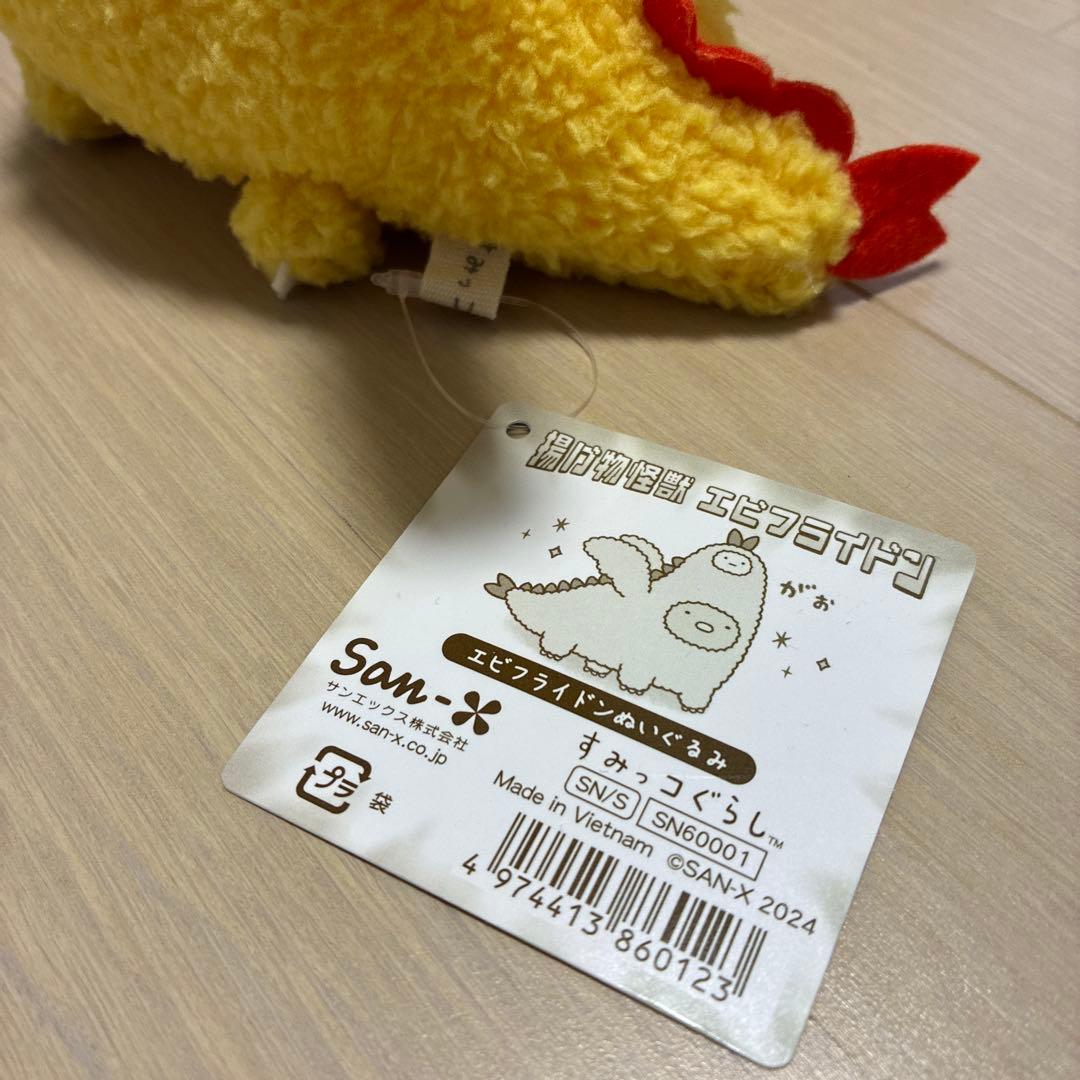 揚げ物怪獣 エビフライドン
がお
エビフライドンぬいぐるみ
San-X
サンエックス株式会社
www.san-x.co.jp
すみっコぐらし™
SN/S SN60001
プラ 袋
Made in Vietnam ©SAN-X 2024
4 974413 860123